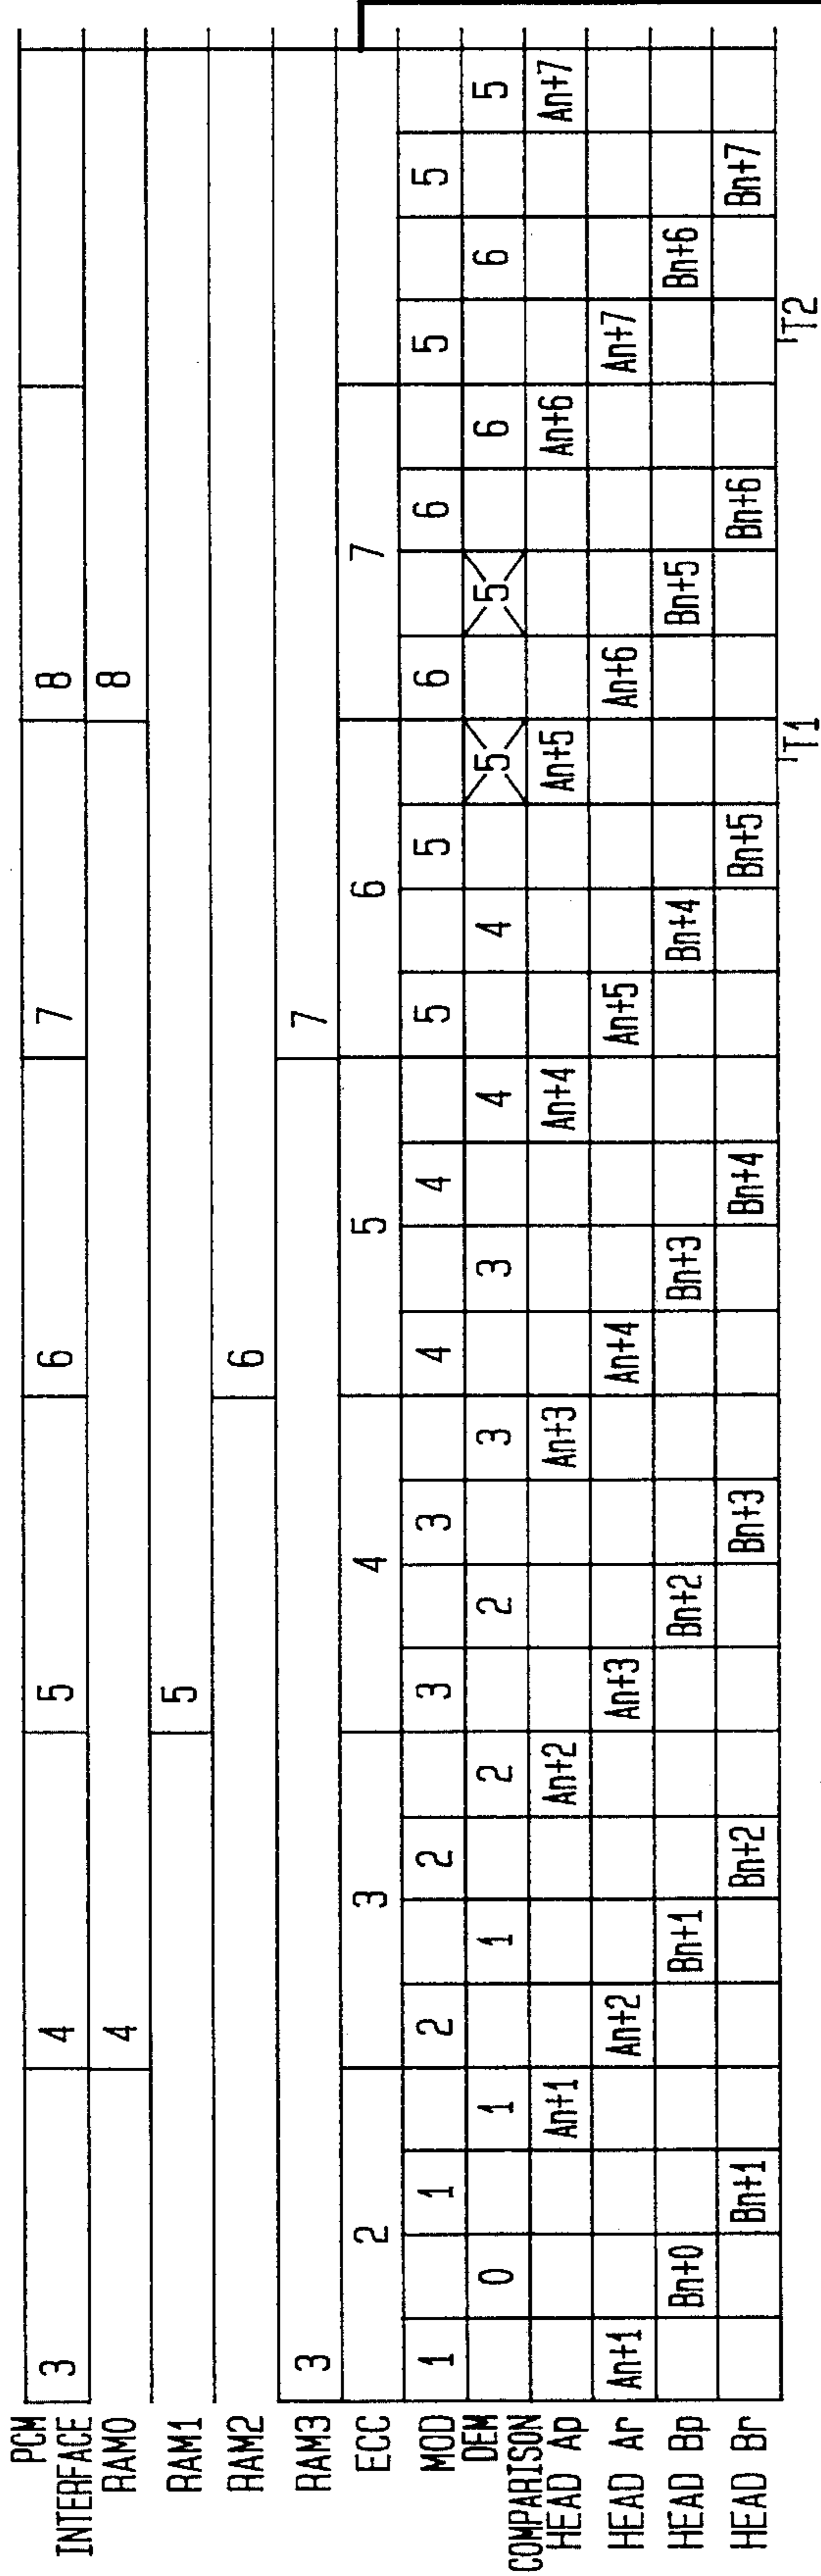 PCM INTERFACE 3 4 5 6 7 8
RAM0 4 8
RAM1 5
RAM2 6
RAM3 3 7
ECC 2 3 4 5 6 7
MOD 1 1 2 2 3 3 4 4 5 5 6 6 5 5
DEM COMPARISON 0 1 1 2 2 3 3 4 4 5 5 6 6 5
HEAD Ap An+1 An+2 An+3 An+4 An+5 An+6 An+7
HEAD Ar An+1 An+2 An+3 An+4 An+5 An+6 An+7
HEAD Bp Bn+0 Bn+1 Bn+2 Bn+3 Bn+4 Bn+5 Bn+6
HEAD Br Bn+1 Bn+2 Bn+3 Bn+4 Bn+5 Bn+6 Bn+7
T1 T2